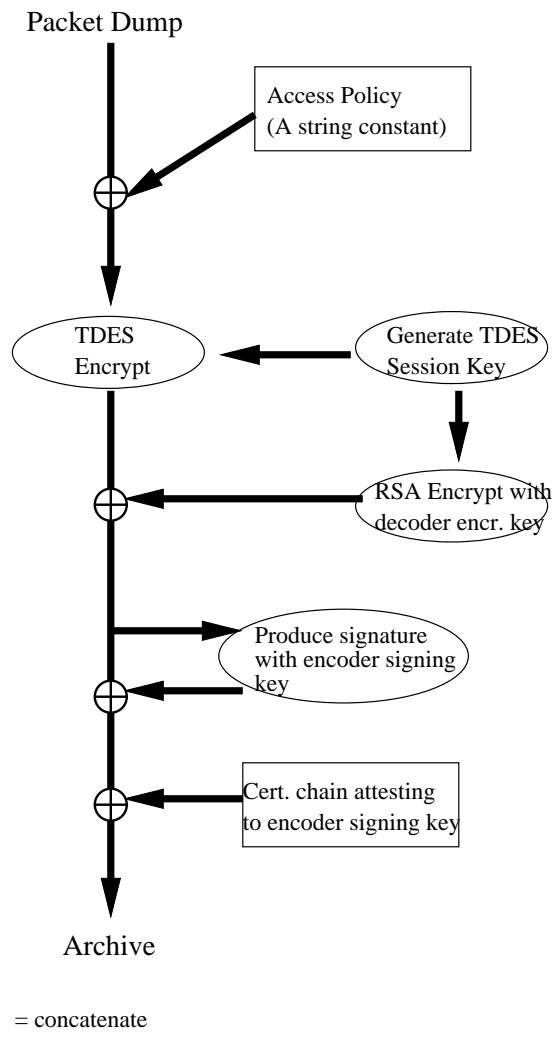 Packet Dump
Access Policy
(A string constant)
TDES
Encrypt
Generate TDES
Session Key
RSA Encrypt with
decoder encr. key
Produce signature
with encoder signing
key
Cert. chain attesting
to encoder signing key
Archive
= concatenate